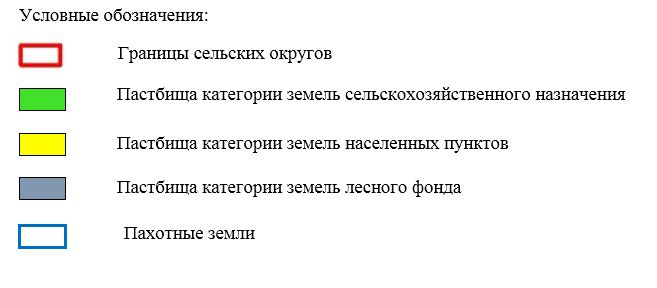 Условные обозначения:
Границы сельских округов
Пастбища категории земель сельскохозяйственного назначения
Пастбища категории земель населенных пунктов
Пастбища категории земель лесного фонда
Пахотные земли